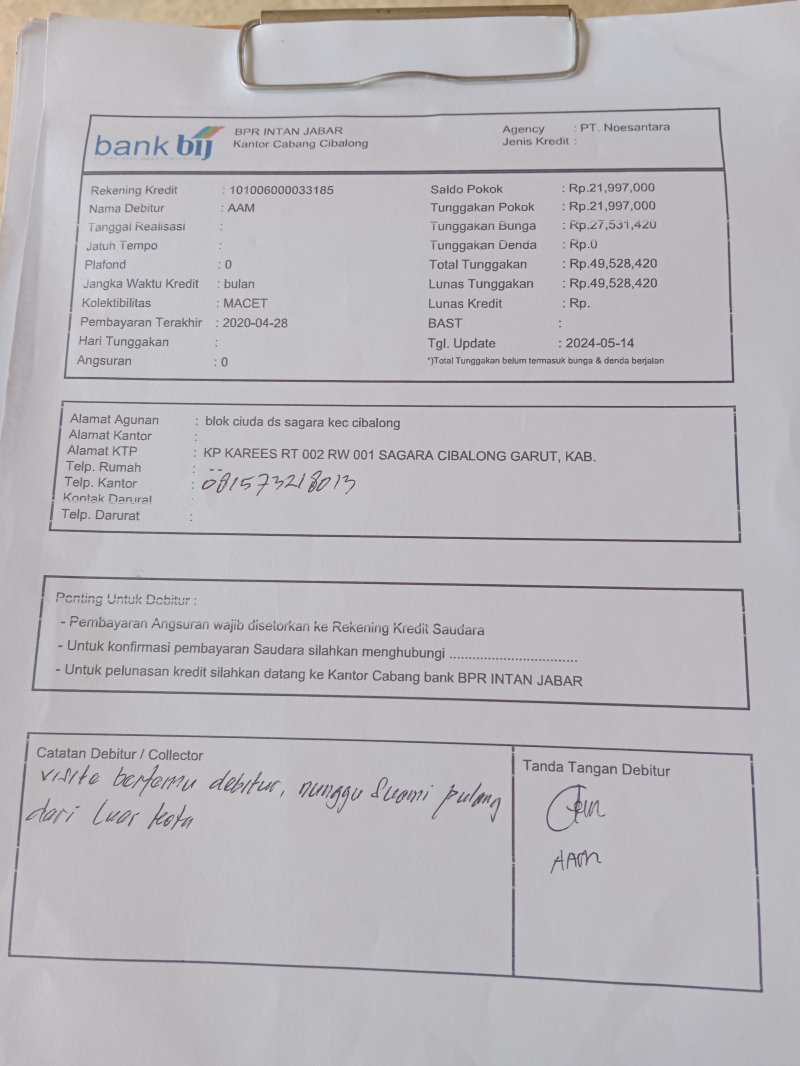 bank bij
BPR INTAN JABAR
Kantor Cabang Cibalong
Agency : PT. Noesantara
Jenis Kredit :
Rekening Kredit : 101006000033185
Nama Debitur : AAM
Tanggal Realisasi :
Jatuh Tempo :
Plafond : 0
Jangka Waktu Kredit : bulan
Kolektibilitas : MACET
Pembayaran Terakhir : 2020-04-28
Hari Tunggakan :
Angsuran : 0
Saldo Pokok : Rp.21,997,000
Tunggakan Pokok : Rp.21,997,000
Tunggakan Bunga : Rp.27,531,420
Tunggakan Denda : Rp.0
Total Tunggakan : Rp.49,528,420
Lunas Tunggakan : Rp.49,528,420
Lunas Kredit : Rp.
BAST :
Tgl. Update : 2024-05-14
*)Total Tunggakan belum termasuk bunga & denda berjalan
Alamat Agunan : blok ciuda ds sagara kec cibalong
Alamat Kantor :
Alamat KTP : KP KAREES RT 002 RW 001 SAGARA CIBALONG GARUT, KAB.
Telp. Rumah : --
Telp. Kantor : 081573218013
Kontak Darurat :
Telp. Darurat :
Penting Untuk Debitur :
- Pembayaran Angsuran wajib disetorkan ke Rekening Kredit Saudara
- Untuk konfirmasi pembayaran Saudara silahkan menghubungi .................................
- Untuk pelunasan kredit silahkan datang ke Kantor Cabang bank BPR INTAN JABAR
Catatan Debitur / Collector
visite bertemu debitur, nunggu Suami pulang
dari luar kota
Tanda Tangan Debitur
AAM